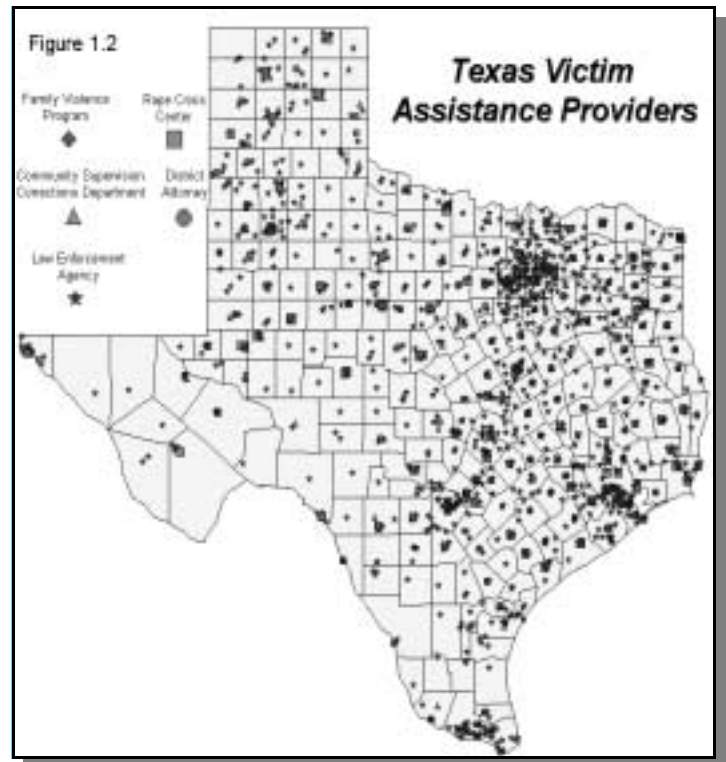 Figure 1.2
Texas Victim
Assistance Providers
Family Violence
Program
Rape Crisis
Center
Community Supervision
Corrections Department
District
Attorney
Law Enforcement
Agency